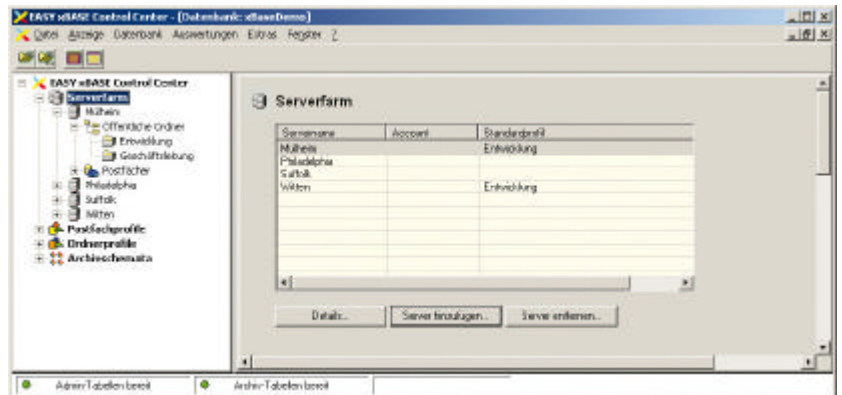 EASY xBASE Control Center - [Datenbank: xBaseDemo]
Datei Anzeige Datenbank Auswertungen Extras Fenster ?
EASY xBASE Control Center
Serverfarm
Mülheim
Öffentliche Ordner
Entwicklung
Geschäftsleitung
Postfächer
Philadelphia
Suffolk
Witten
Postfachprofile
Ordnerprofile
Archivschemata
Serverfarm
Servername Account Standardprofil
Mülheim Entwicklung
Philadelphia
Suffolk
Witten Entwicklung
Details... Server hinzufügen... Server entfernen...
Admin-Tabellen bereit Archiv-Tabellen bereit